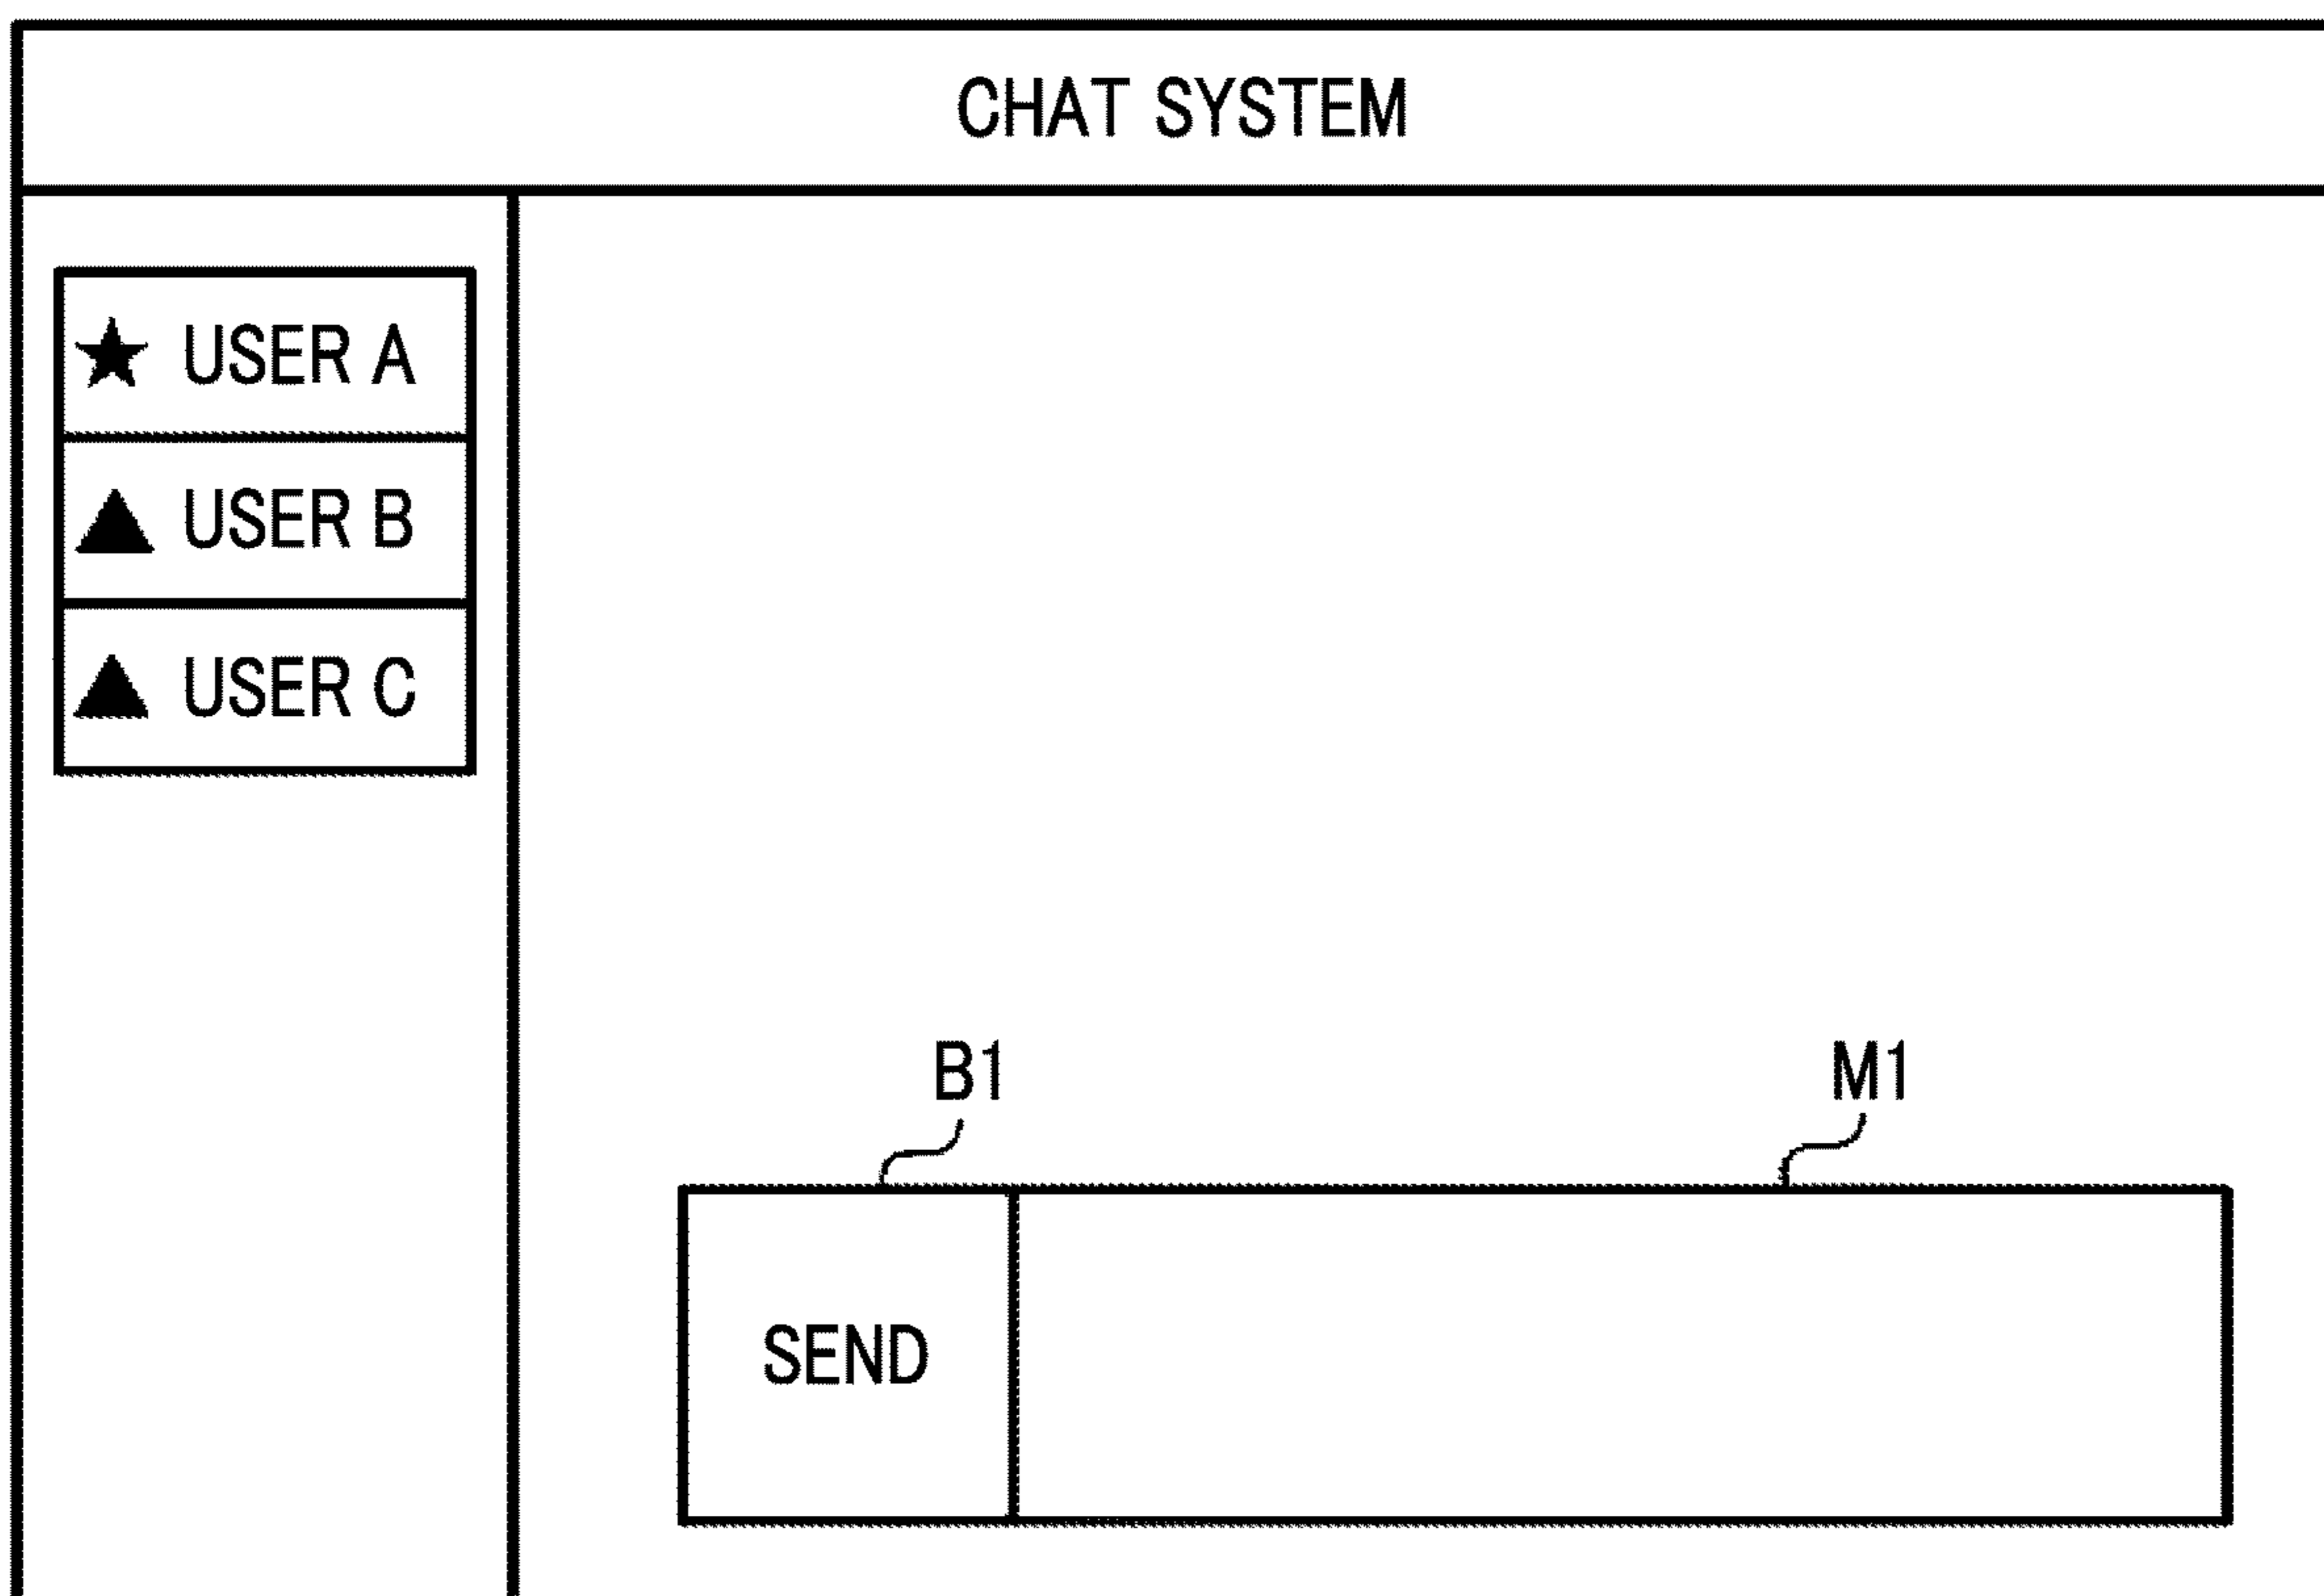 CHAT SYSTEM
USER A
USER B
USER C
B1
M1
SEND